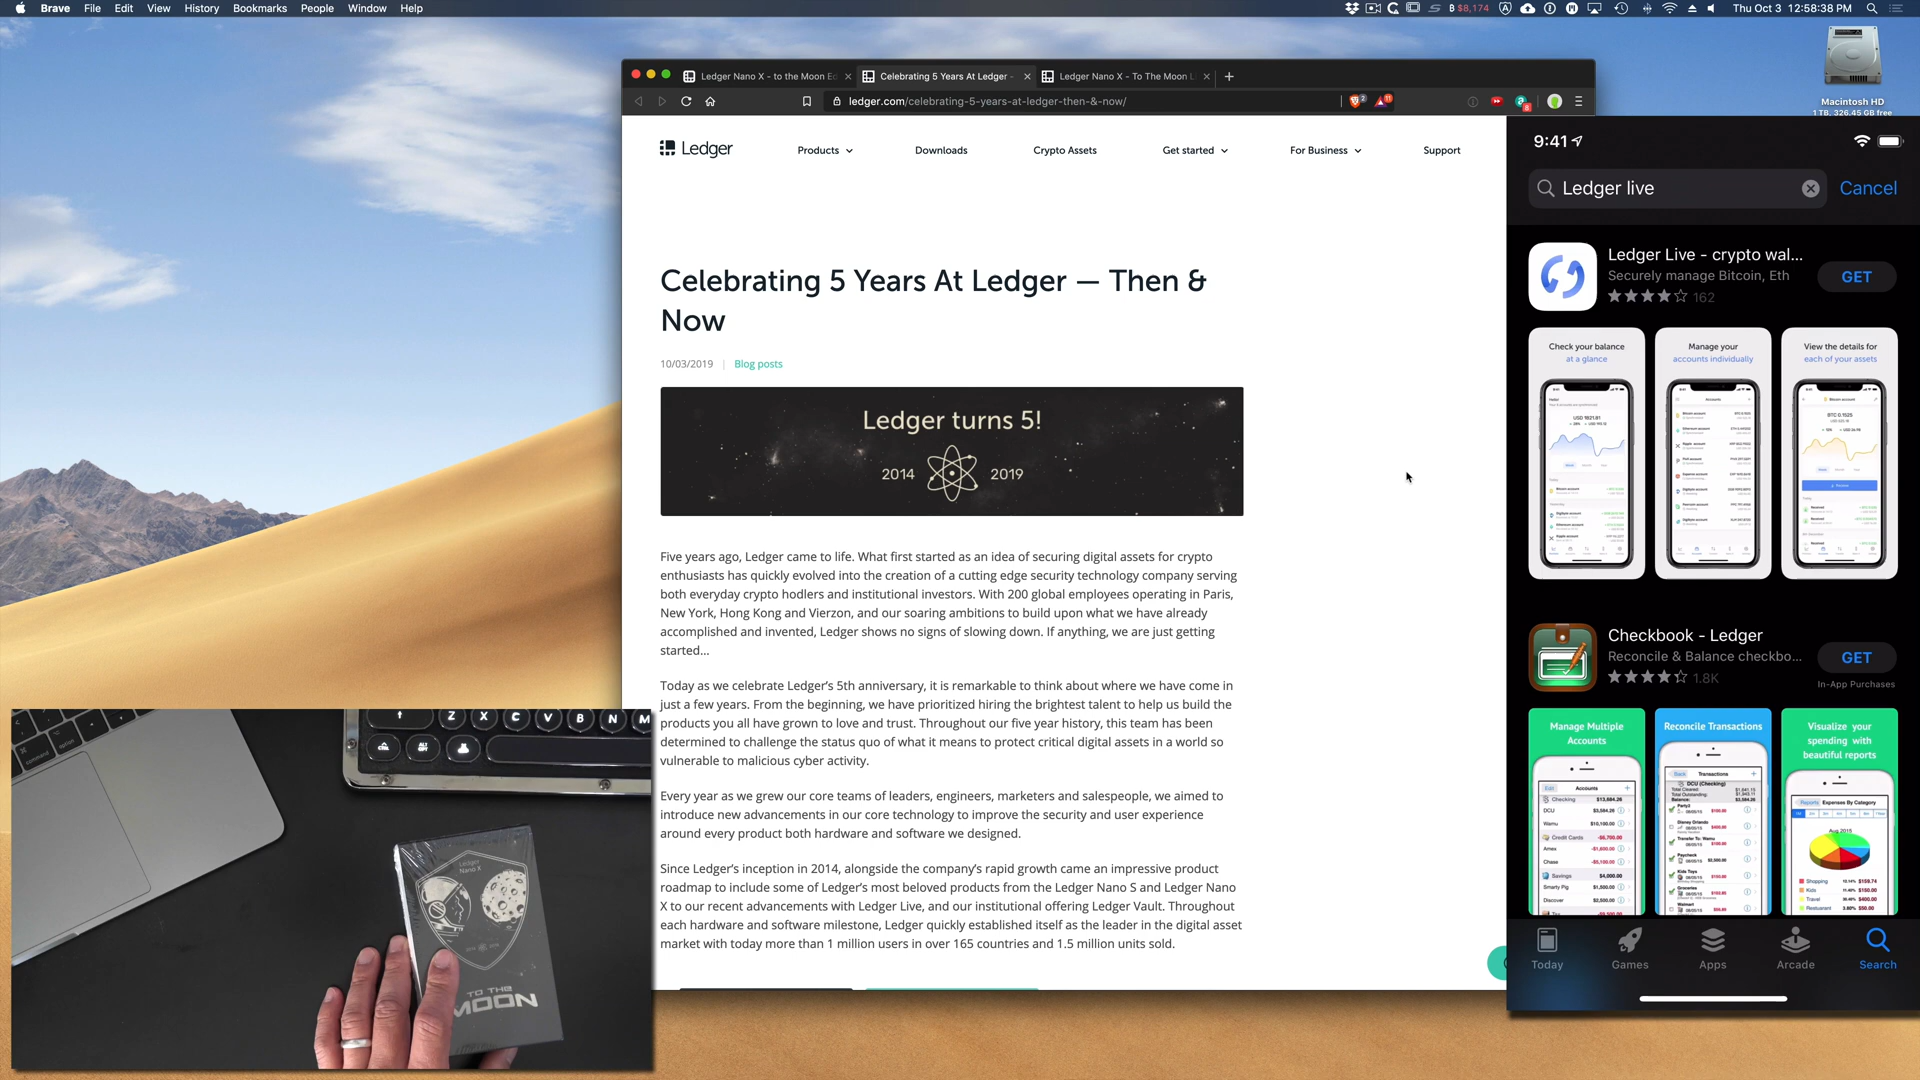 Brave File Edit View History Bookmarks People Window Help
$8,174 Thu Oct 3 12:58:38 PM
Macintosh HD
1 TB, 326.45 GB free
Ledger Nano X - to the Moon Ed
Celebrating 5 Years At Ledger -
Ledger Nano X - To The Moon L
ledger.com/celebrating-5-years-at-ledger-then-&-now/
Ledger
Products
Downloads
Crypto Assets
Get started
For Business
Support
Celebrating 5 Years At Ledger — Then &
Now
10/03/2019 | Blog posts
Ledger turns 5!
2014 2019
Five years ago, Ledger came to life. What first started as an idea of securing digital assets for crypto
enthusiasts has quickly evolved into the creation of a cutting edge security technology company serving
both everyday crypto hodlers and institutional investors. With 200 global employees operating in Paris,
New York, Hong Kong and Vierzon, and our soaring ambitions to build upon what we have already
accomplished and invented, Ledger shows no signs of slowing down. If anything, we are just getting
started...
Today as we celebrate Ledger's 5th anniversary, it is remarkable to think about where we have come in
just a few years. From the beginning, we have prioritized hiring the brightest talent to help us build the
products you all have grown to love and trust. Throughout our five year history, this team has been
determined to challenge the status quo of what it means to protect critical digital assets in a world so
vulnerable to malicious cyber activity.
Every year as we grew our core teams of leaders, engineers, marketers and salespeople, we aimed to
introduce new advancements in our core technology to improve the security and user experience
around every product both hardware and software we designed.
Since Ledger's inception in 2014, alongside the company's rapid growth came an impressive product
roadmap to include some of Ledger's most beloved products from the Ledger Nano S and Ledger Nano
X to our recent advancements with Ledger Live, and our institutional offering Ledger Vault. Throughout
each hardware and software milestone, Ledger quickly established itself as the leader in the digital asset
market with today more than 1 million users in over 165 countries and 1.5 million units sold.
9:41
Ledger live
Cancel
Ledger Live - crypto wal...
Securely manage Bitcoin, Eth
162
GET
Check your balance
at a glance
Manage your
accounts individually
View the details for
each of your assets
Checkbook - Ledger
Reconcile & Balance checkbo...
1.8K
GET
In-App Purchases
Manage Multiple
Accounts
Reconcile Transactions
Visualize your
spending with
beautiful reports
Today
Games
Apps
Arcade
Search
Z X C V B N M
Ledger
Nano X
TO THE
MOON